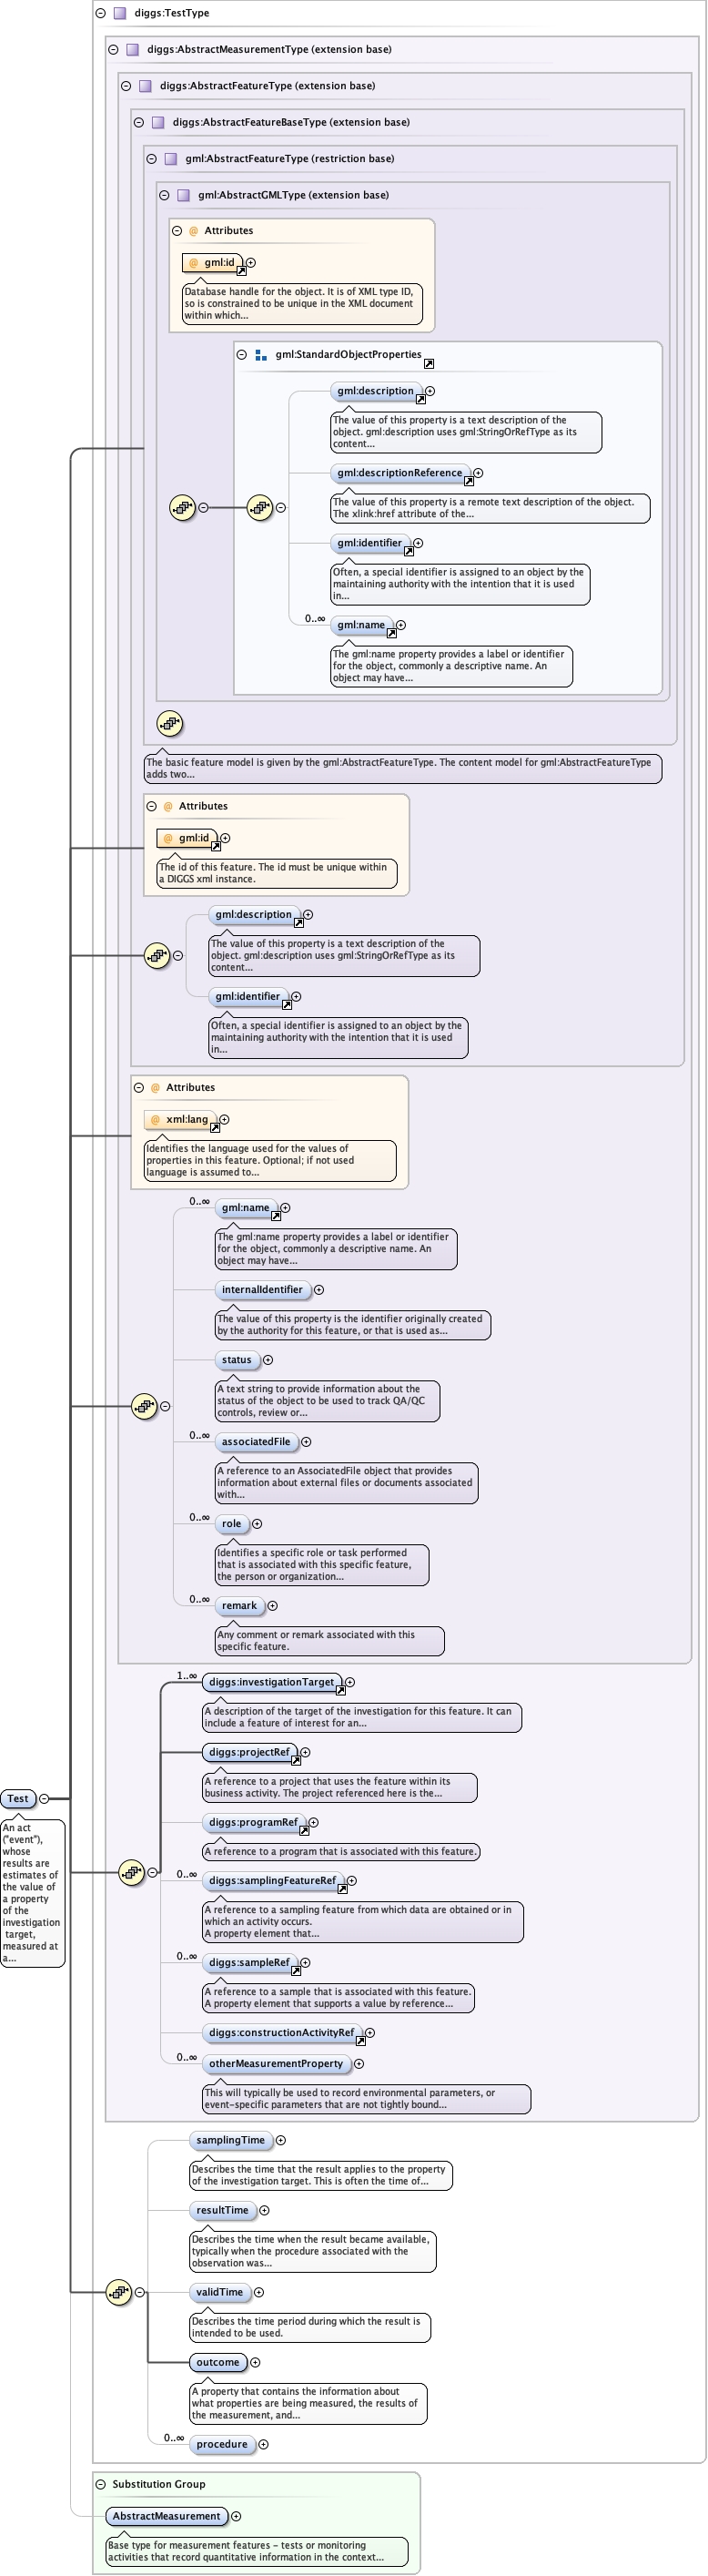 diggs:TestType
diggs:AbstractMeasurementType (extension base)
diggs:AbstractFeatureType (extension base)
diggs:AbstractFeatureBaseType (extension base)
gml:AbstractFeatureType (restriction base)
gml:AbstractGMLType (extension base)
@ Attributes
@ gml:id
Database handle for the object. It is of XML type ID,
so is constrained to be unique in the XML document
within which...
gml:StandardObjectProperties
gml:description
The value of this property is a text description of the
object. gml:description uses gml:StringOrRefType as its
content...
gml:descriptionReference
The value of this property is a remote text description of the object.
The xlink:href attribute of the...
gml:identifier
Often, a special identifier is assigned to an object by the
maintaining authority with the intention that it is used
in...
0..∞
gml:name
The gml:name property provides a label or identifier
for the object, commonly a descriptive name. An
object may have...
The basic feature model is given by the gml:AbstractFeatureType. The content model for gml:AbstractFeatureType
adds two...
@ Attributes
@ gml:id
The id of this feature. The id must be unique within
a DIGGS xml instance.
gml:description
The value of this property is a text description of the
object. gml:description uses gml:StringOrRefType as its
content...
gml:identifier
Often, a special identifier is assigned to an object by the
maintaining authority with the intention that it is used
in...
@ Attributes
@ xml:lang
Identifies the language used for the values of
properties in this feature. Optional; if not used
language is assumed to...
0..∞
gml:name
The gml:name property provides a label or identifier
for the object, commonly a descriptive name. An
object may have...
internalIdentifier
The value of this property is the identifier originally created
by the authority for this feature, or that is used as...
status
A text string to provide information about the
status of the object to be used to track QA/QC
controls, review or...
0..∞
associatedFile
A reference to an AssociatedFile object that provides
information about external files or documents associated
with...
0..∞
role
Identifies a specific role or task performed
that is associated with this specific feature,
the person or organization...
0..∞
remark
Any comment or remark associated with this
specific feature.
1..∞
diggs:investigationTarget
A description of the target of the investigation for this feature. It can
include a feature of interest for an...
diggs:projectRef
A reference to a project that uses the feature within its
business activity. The project referenced here is the...
Test
An act
("event"),
whose
results are
estimates of
the value of
a property
of the
investigation
target,
measured at
a...
diggs:programRef
A reference to a program that is associated with this feature.
0..∞
diggs:samplingFeatureRef
A reference to a sampling feature from which data are obtained or in
which an activity occurs.
A property element that...
0..∞
diggs:sampleRef
A reference to a sample that is associated with this feature.
A property element that supports a value by reference...
diggs:constructionActivityRef
0..∞
otherMeasurementProperty
This will typically be used to record environmental parameters, or
event-specific parameters that are not tightly bound...
samplingTime
Describes the time that the result applies to the property
of the investigation target. This is often the time of...
resultTime
Describes the time when the result became available,
typically when the procedure associated with the
observation was...
validTime
Describes the time period during which the result is
intended to be used.
outcome
A property that contains the information about
what properties are being measured, the results of
the measurement, and...
0..∞
procedure
Substitution Group
AbstractMeasurement
Base type for measurement features - tests or monitoring
activities that record quantitative information in the context...